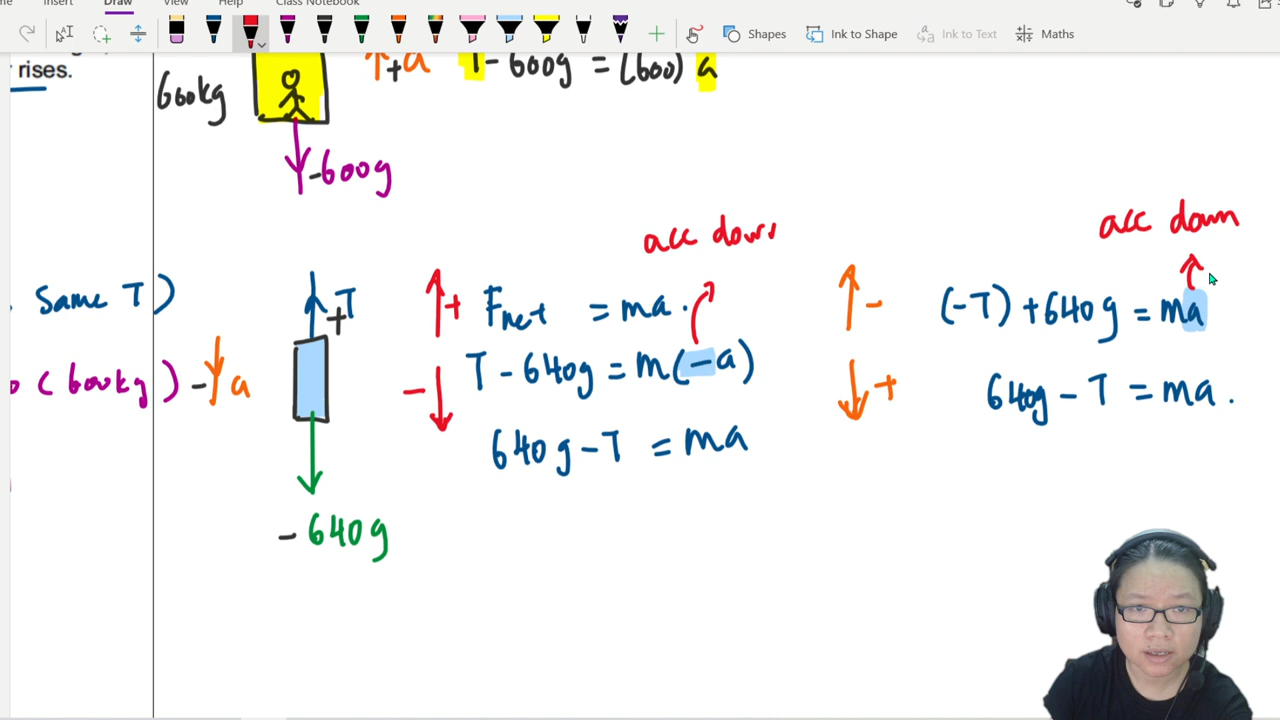 Insert Draw View Help Class Notebook
Shapes Ink to Shape Ink to Text Maths
rises.
600kg
+a T - 600g = (600) a
-600g
acc down
acc down
Same T)
T
+
+
Fnet = ma.
-
(-T) + 640g = ma
(600kg) - a
-
T - 640g = m(-a)
+
640g - T = ma.
640g - T = ma
- 640g